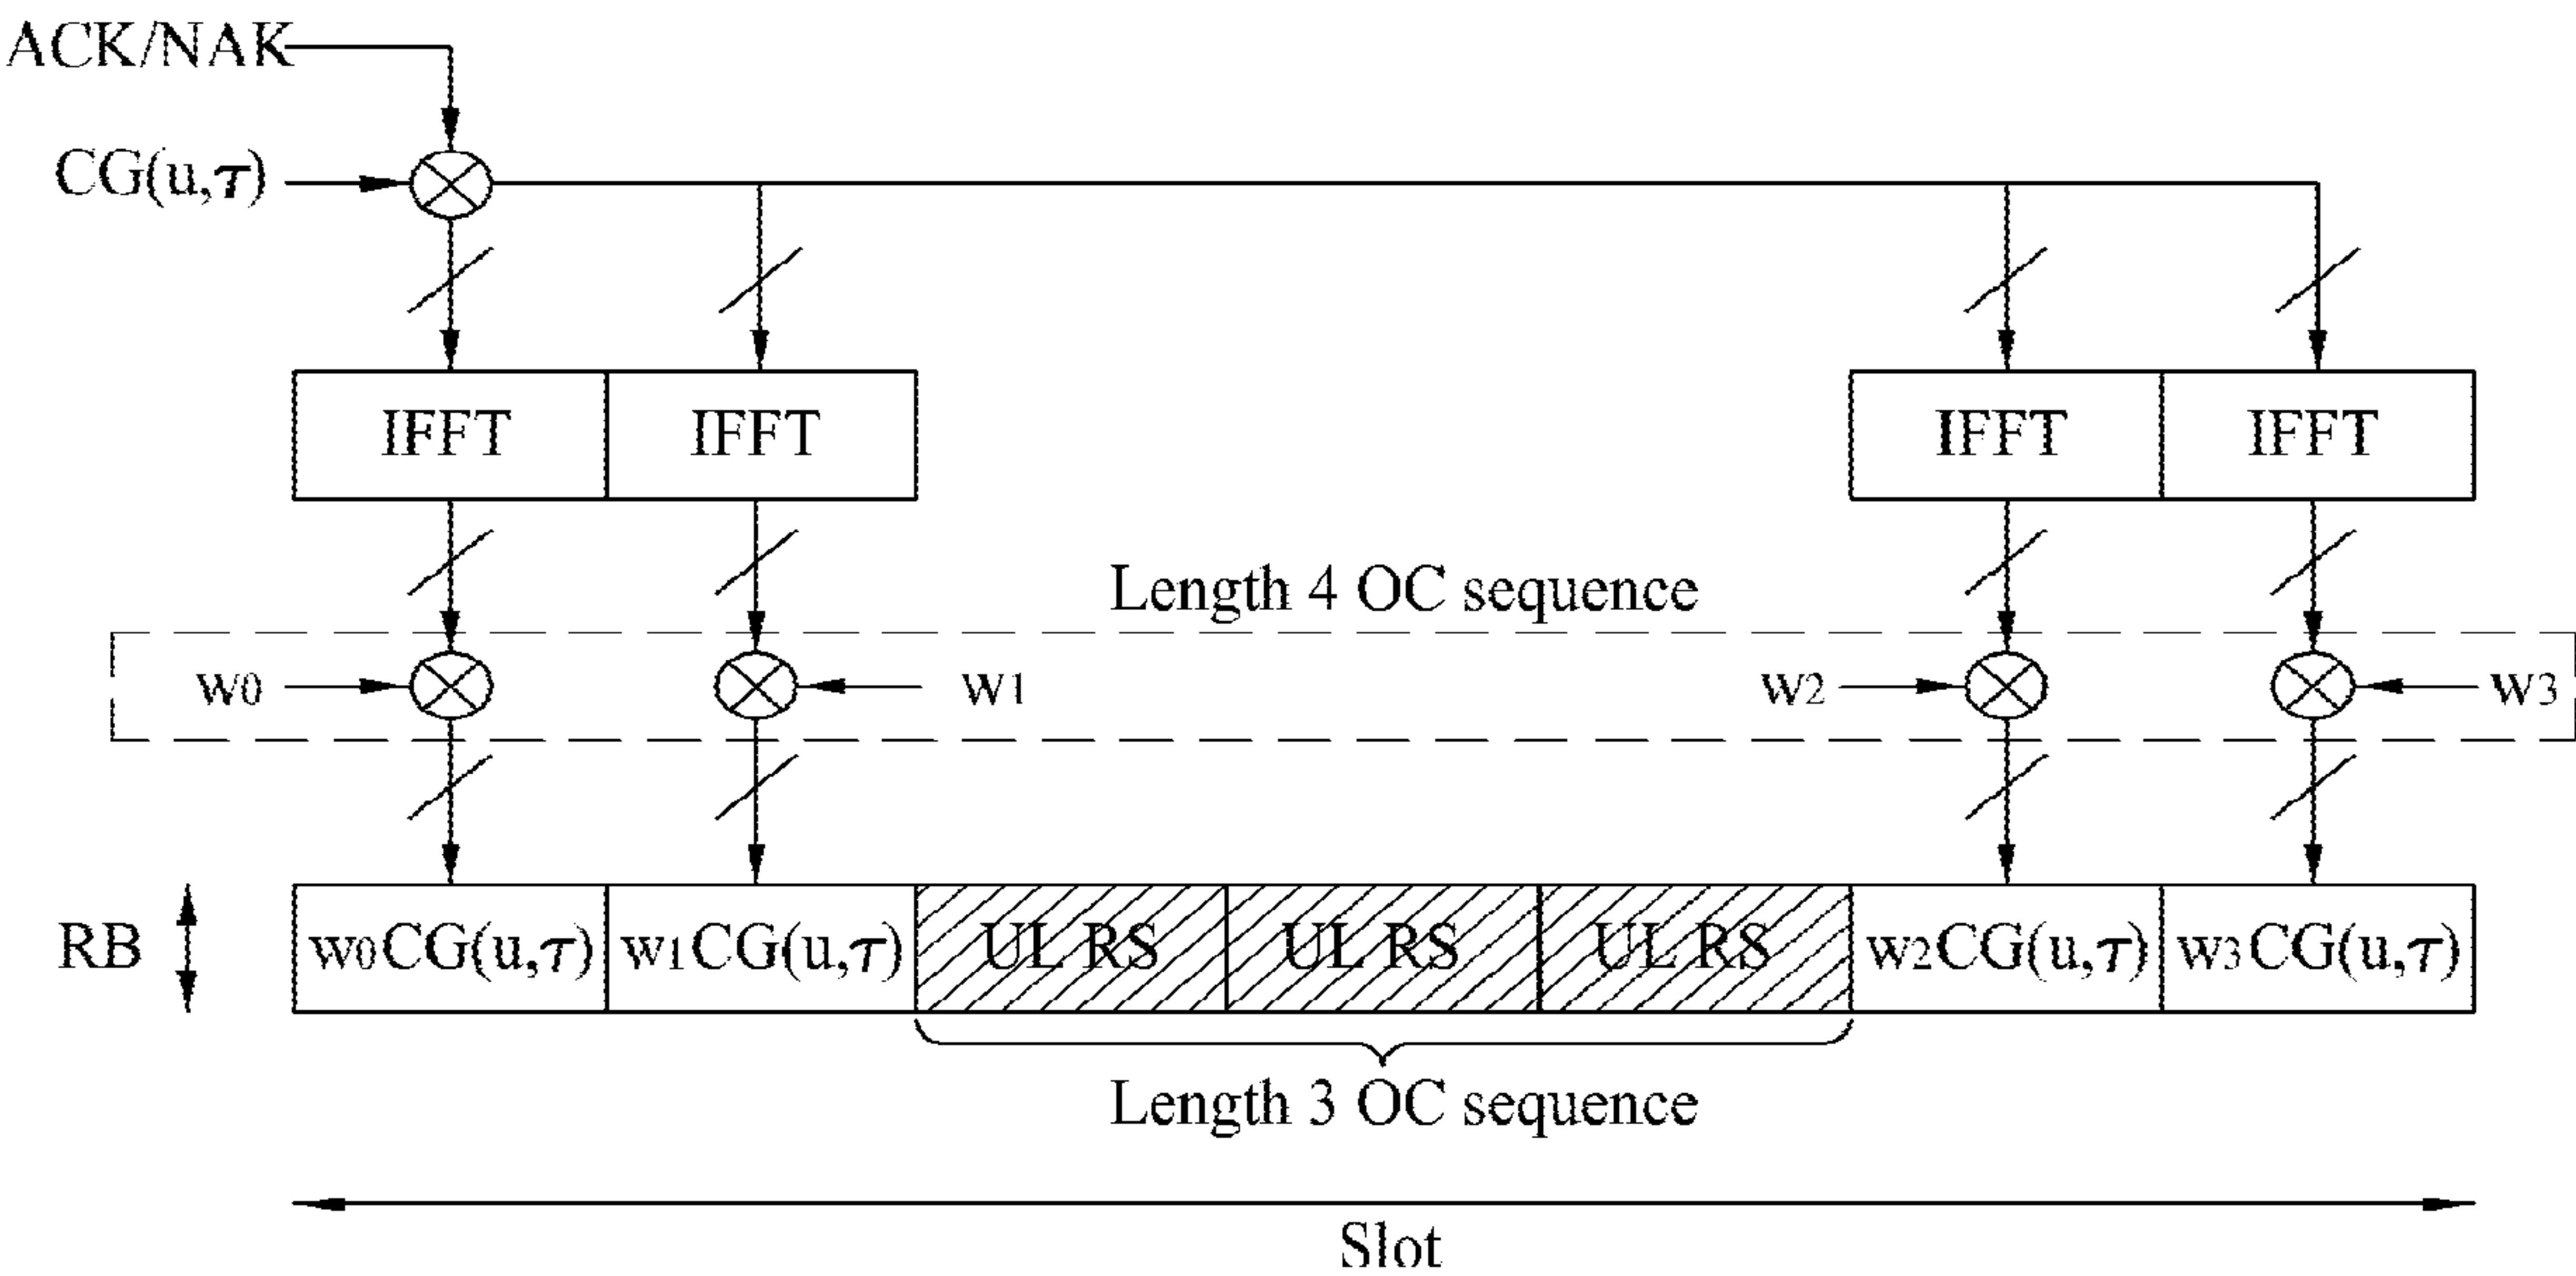 ACK/NAK
CG(u,τ)
IFFT IFFT IFFT IFFT
Length 4 OC sequence
w0 w1 w2 w3
RB w0CG(u,τ) w1CG(u,τ) UL RS UL RS UL RS w2CG(u,τ) w3CG(u,τ)
Length 3 OC sequence
Slot